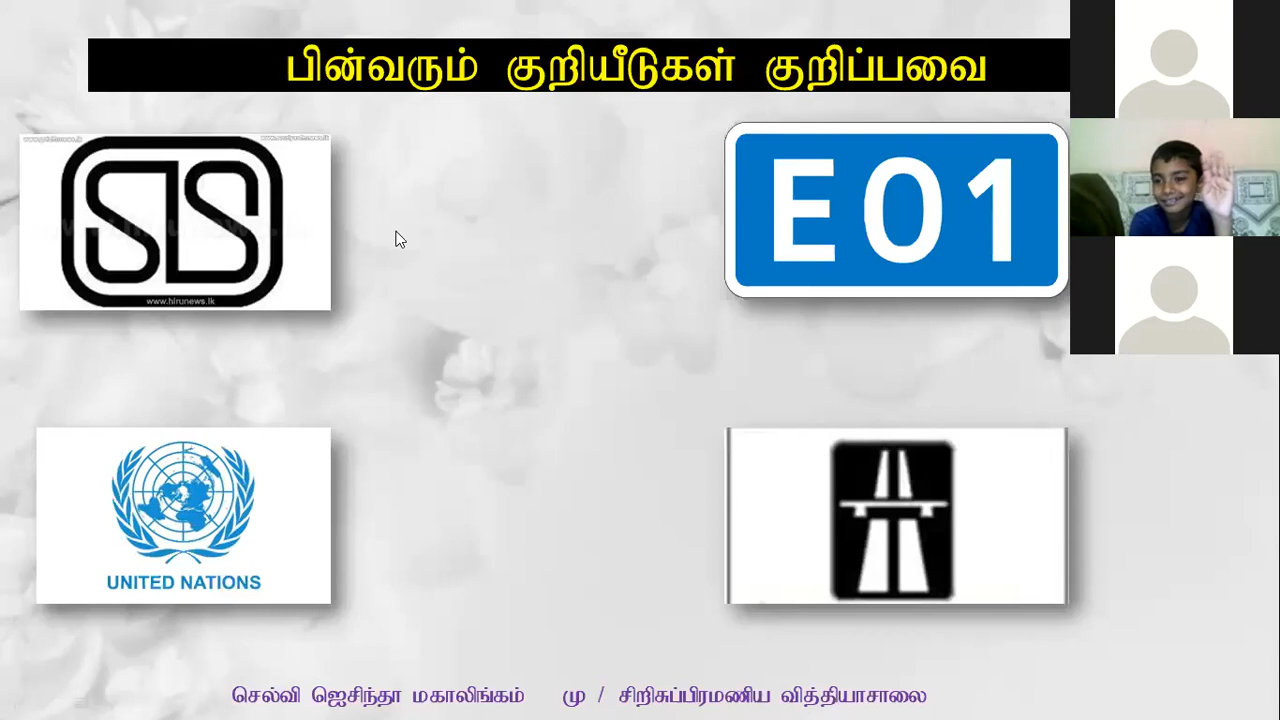 பின்வரும் குறியீடுகள் குறிப்பவை
SLS
www.hirunews.lk
E01
UNITED NATIONS
செல்வி ஜெசிந்தா மகாலிங்கம் மு / சிறிசுப்பிரமணிய வித்தியாசாலை